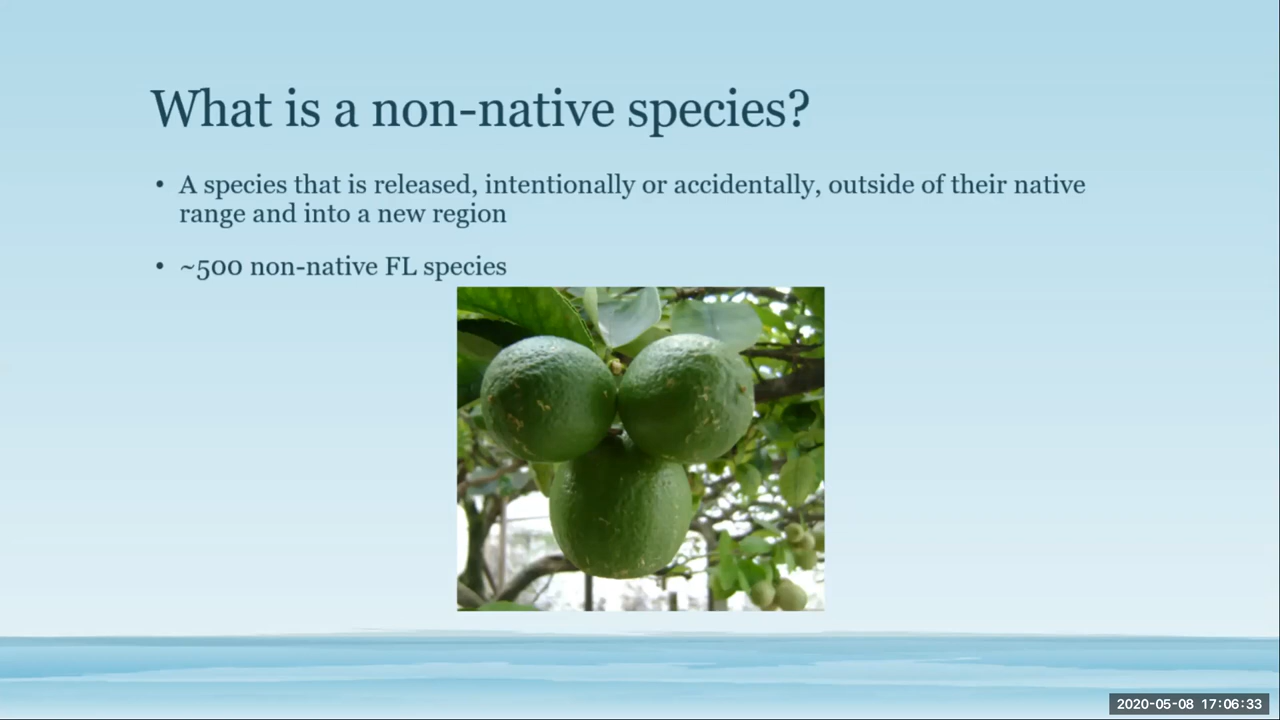 What is a non-native species?
• A species that is released, intentionally or accidentally, outside of their native
range and into a new region
• ~500 non-native FL species
2020-05-08 17:06:33